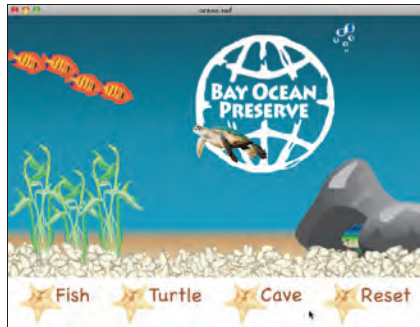 ocean.swf
BAY OCEAN
PRESERVE
Fish
Turtle
Cave
Reset